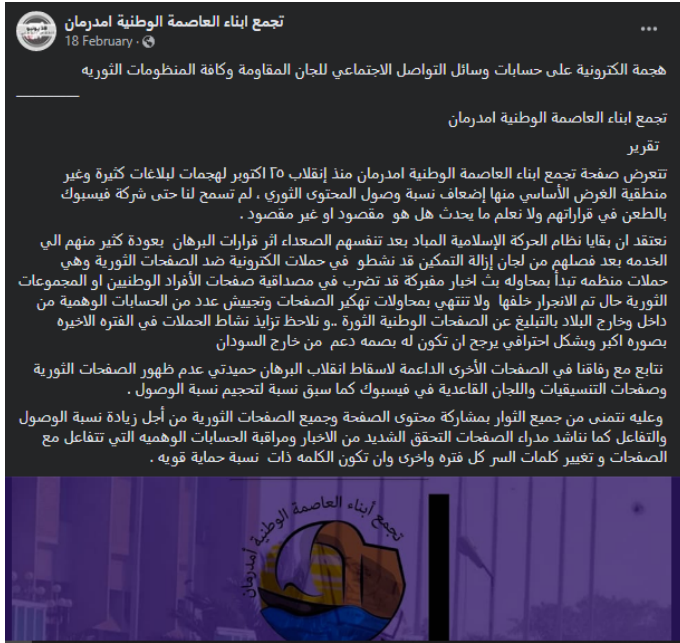 تجمع ابناء العاصمة الوطنية امدرمان
18 February
هجمة الكترونية على حسابات وسائل التواصل الاجتماعي للجان المقاومة وكافة المنظومات الثوريه
ـــــــــــــــ
تجمع ابناء العاصمة الوطنية امدرمان
تقرير
تتعرض صفحة تجمع ابناء العاصمة الوطنية امدرمان منذ إنقلاب ٢٥ اكتوبر لهجمات لبلاغات كثيرة وغير
منطقية الغرض الأساسي منها إضعاف نسبة وصول المحتوى الثوري ، لم تسمح لنا حتى شركة فيسبوك
بالطعن في قراراتهم ولا نعلم ما يحدث هل هو مقصود او غير مقصود .
نعتقد ان بقايا نظام الحركة الإسلامية المباد بعد تنفسهم الصعداء اثر قرارات البرهان بعودة كثير منهم الي
الخدمه بعد فصلهم من لجان إزالة التمكين قد نشطو في حملات الكترونية ضد الصفحات الثورية وهي
حملات منظمه تبدأ بمحاوله بث اخبار مفبركة قد تضرب في مصداقية صفحات الأفراد الوطنيين او المجموعات
الثورية حال تم الانجرار خلفها ولا تنتهي بمحاولات تهكير الصفحات وتجييش عدد من الحسابات الوهمية من
داخل وخارج البلاد بالتبليغ عن الصفحات الوطنية الثورة ..و نلاحظ تزايذ نشاط الحملات في الفتره الاخيره
بصوره اكبر وبشكل احترافي يرجح ان تكون له بصمه دعم من خارج السودان
نتابع مع رفاقنا في الصفحات الأخرى الداعمة لاسقاط انقلاب البرهان حميدتي عدم ظهور الصفحات الثورية
وصفحات التنسيقيات واللجان القاعدية في فيسبوك كما سبق نسبة لتحجيم نسبة الوصول .
وعليه نتمنى من جميع الثوار بمشاركة محتوى الصفحة وجميع الصفحات الثورية من أجل زيادة نسبة الوصول
والتفاعل كما نناشد مدراء الصفحات التحقق الشديد من الاخبار ومراقبة الحسابات الوهميه التي تتفاعل مع
الصفحات و تغيير كلمات السر كل فتره واخرى وان تكون الكلمه ذات نسبة حماية قويه .
تجمع أبناء العاصمة الوطنية أمدرمان